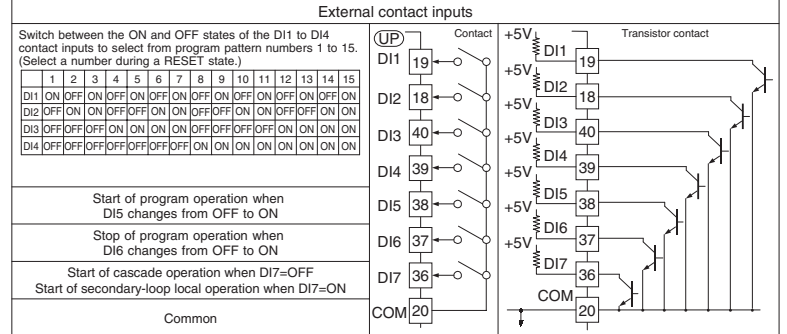 External contact inputs
Switch between the ON and OFF states of the DI1 to DI4
contact inputs to select from program pattern numbers 1 to 15.
(Select a number during a RESET state.)
1 2 3 4 5 6 7 8 9 10 11 12 13 14 15
DI1 ON OFF ON OFF ON OFF ON OFF ON OFF ON OFF ON OFF ON
DI2 OFF ON ON OFF OFF ON ON OFF OFF ON ON OFF OFF ON ON
DI3 OFF OFF OFF ON ON ON ON OFF OFF OFF OFF ON ON ON ON
DI4 OFF OFF OFF OFF OFF OFF OFF ON ON ON ON ON ON ON ON
Start of program operation when
DI5 changes from OFF to ON
Stop of program operation when
DI6 changes from OFF to ON
Start of cascade operation when DI7=OFF
Start of secondary-loop local operation when DI7=ON
Common
UP Contact
DI1 19
DI2 18
DI3 40
DI4 39
DI5 38
DI6 37
DI7 36
COM 20
Transistor contact
+5V DI1 19
+5V DI2 18
+5V DI3 40
+5V DI4 39
+5V DI5 38
+5V DI6 37
+5V DI7 36
COM 20